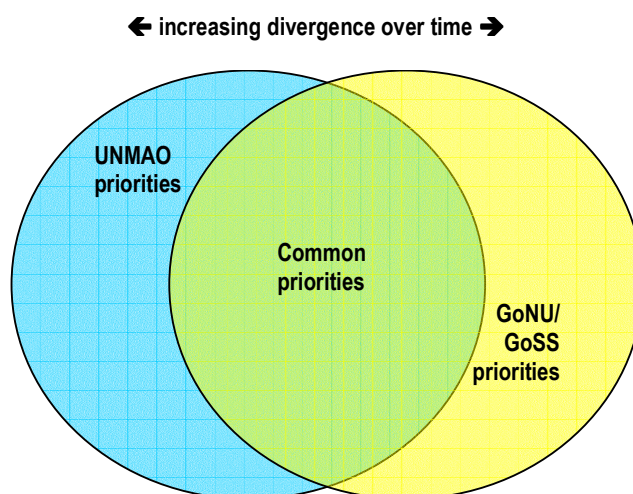 🡸 increasing divergence over time 🡺
UNMAO
priorities
Common
priorities
GoNU/
GoSS
priorities